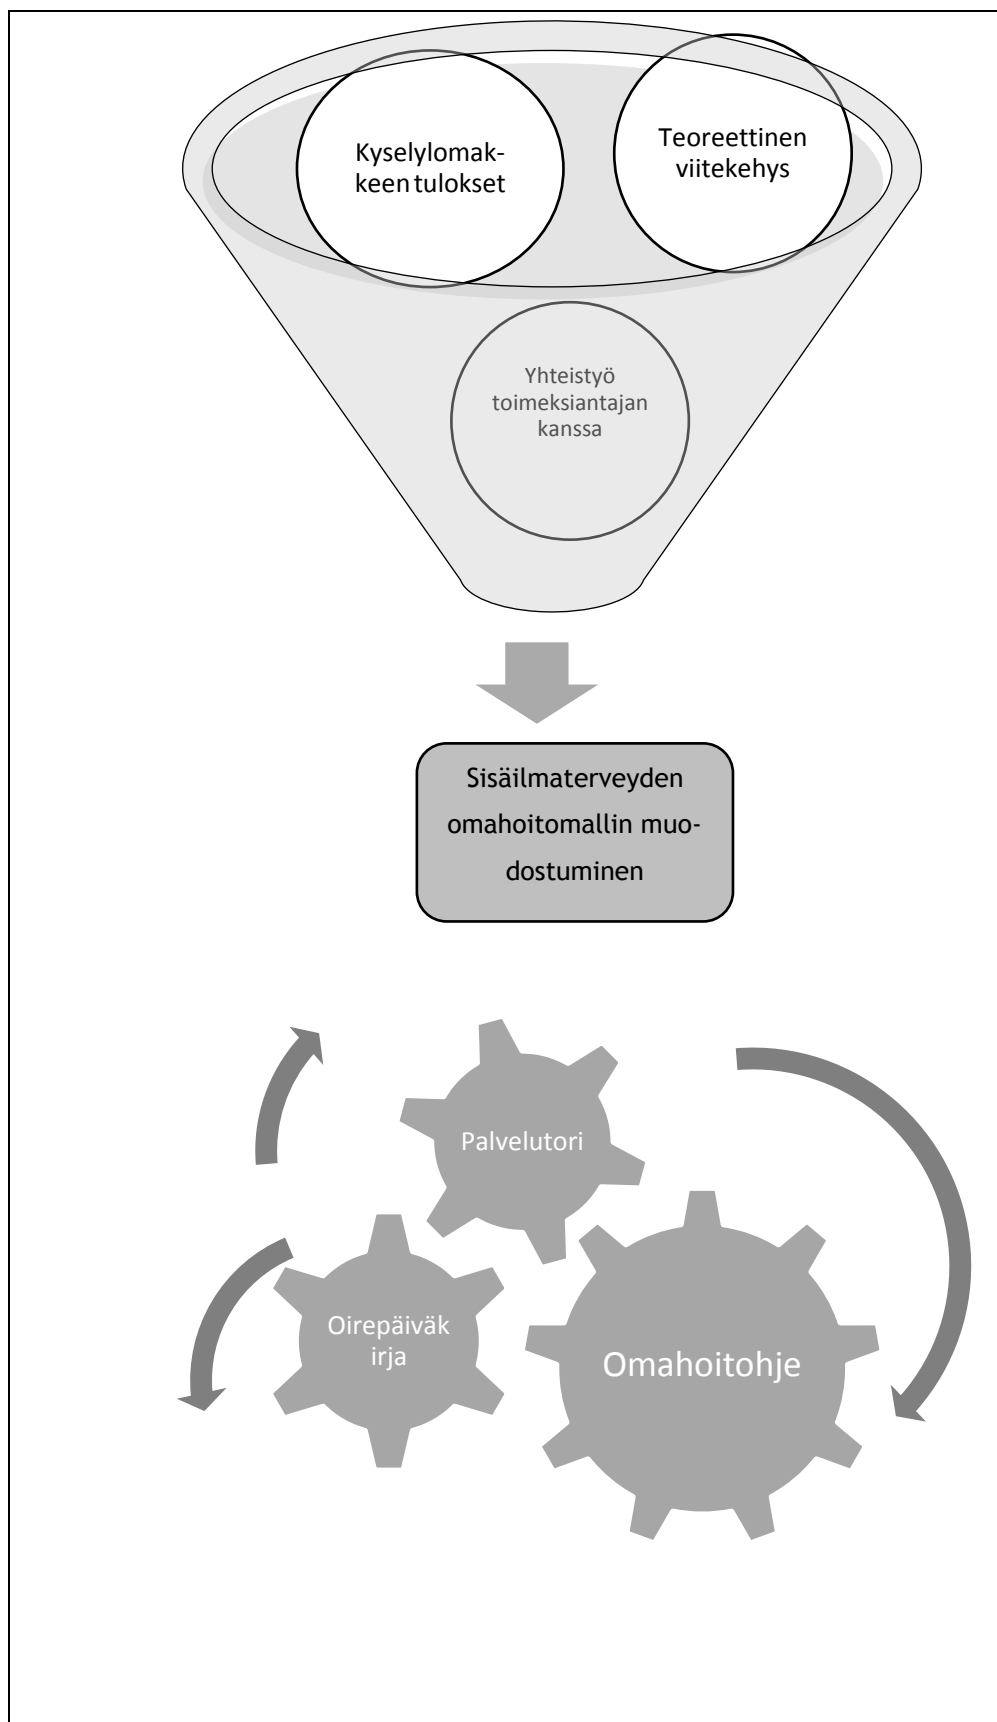 Kyselylomak-
keen tulokset
Teoreettinen
viitekehys
Yhteistyö
toimeksiantajan
kanssa
Sisäilmaterveyden
omahoitomallin muo-
dostuminen
Palvelutori
Oirepäiväk
irja
Omahoitohje